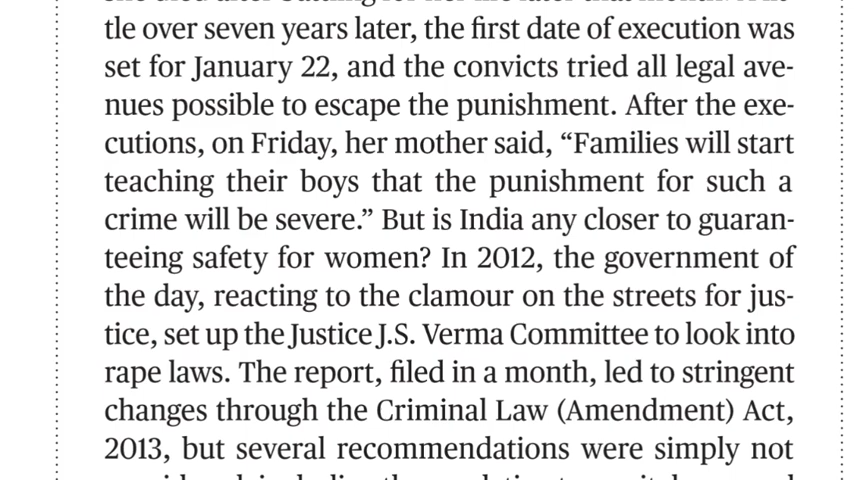 tle over seven years later, the first date of execution was
set for January 22, and the convicts tried all legal ave-
nues possible to escape the punishment. After the exe-
cutions, on Friday, her mother said, “Families will start
teaching their boys that the punishment for such a
crime will be severe.” But is India any closer to guaran-
teeing safety for women? In 2012, the government of
the day, reacting to the clamour on the streets for jus-
tice, set up the Justice J.S. Verma Committee to look into
rape laws. The report, filed in a month, led to stringent
changes through the Criminal Law (Amendment) Act,
2013, but several recommendations were simply not